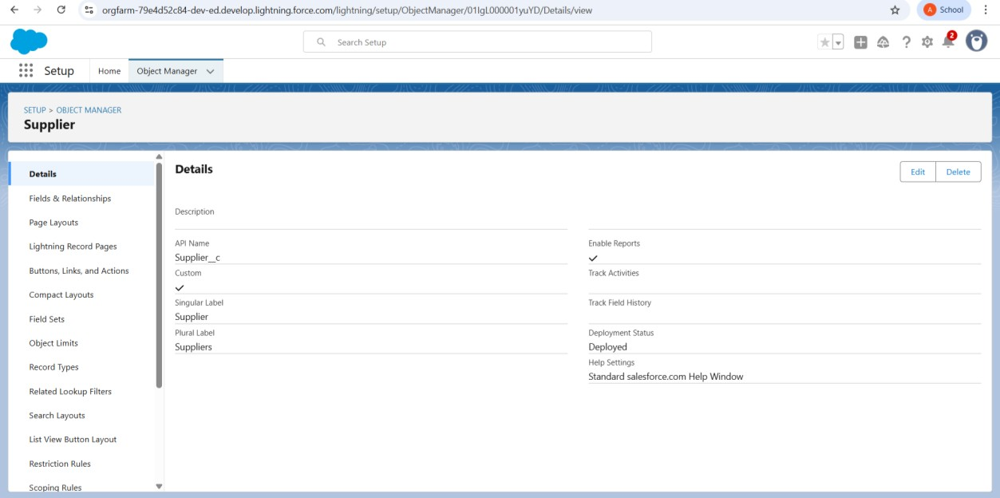 orgfarm-79e4d52c84-dev-ed.develop.lightning.force.com/lightning/setup/ObjectManager/01IgL000001yuYD/Details/view
A School
Search Setup
2
Setup Home Object Manager
SETUP > OBJECT MANAGER
Supplier
Details
Fields & Relationships
Page Layouts
Lightning Record Pages
Buttons, Links, and Actions
Compact Layouts
Field Sets
Object Limits
Record Types
Related Lookup Filters
Search Layouts
List View Button Layout
Restriction Rules
Scoping Rules
Details
Edit Delete
Description
API Name
Supplier__c
Custom
Singular Label
Supplier
Plural Label
Suppliers
Enable Reports
Track Activities
Track Field History
Deployment Status
Deployed
Help Settings
Standard salesforce.com Help Window